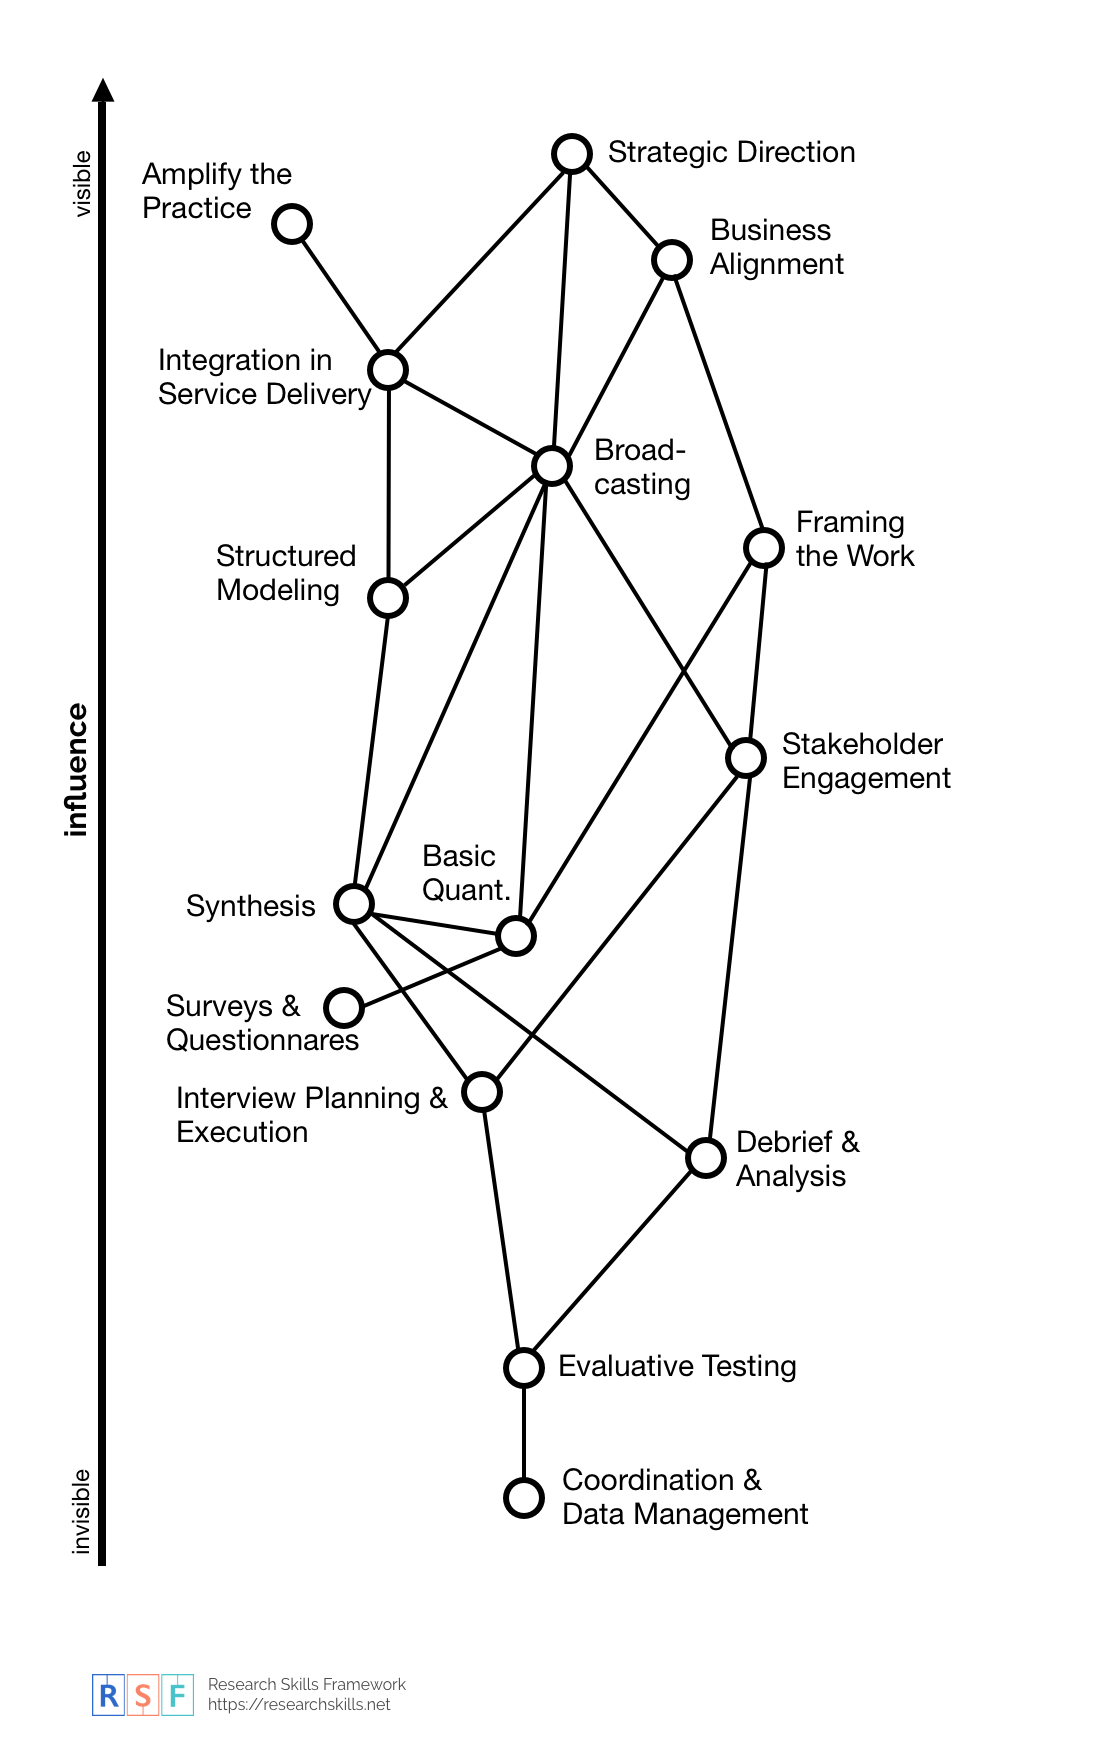 visible
Strategic Direction
Amplify the
Practice
Business
Alignment
Integration in
Service Delivery
Broad-
casting
Framing
the Work
Structured
Modeling
influence
Stakeholder
Engagement
Basic
Quant.
Synthesis
Surveys &
Questionnares
Interview Planning &
Execution
Debrief &
Analysis
Evaluative Testing
Coordination &
Data Management
invisible
RSF
Research Skills Framework
https://researchskills.net